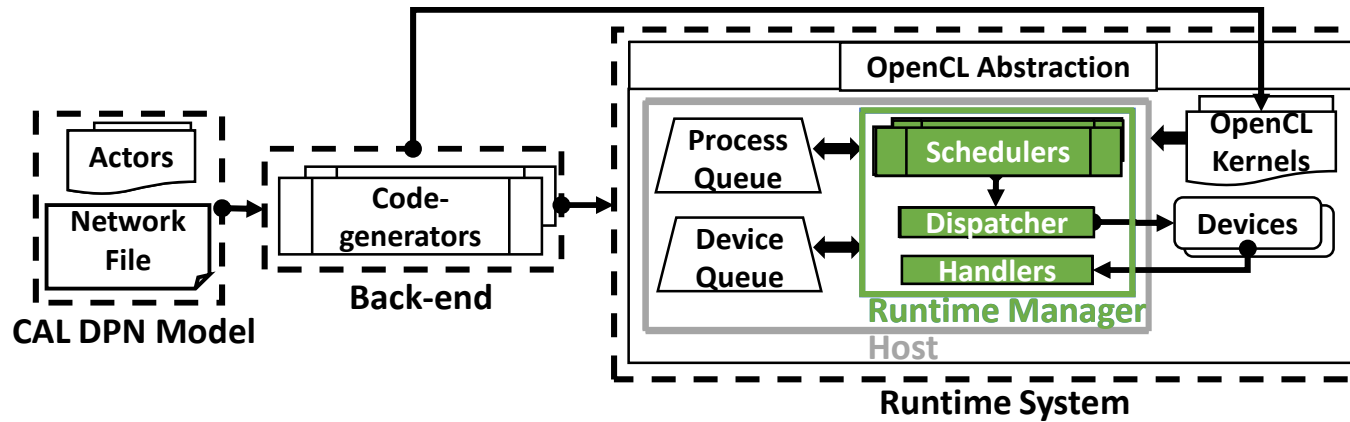 Actors
Network
File
CAL DPN Model
Code-
generators
Back-end
OpenCL Abstraction
Process
Queue
Device
Queue
Schedulers
Dispatcher
Handlers
Runtime Manager
Host
OpenCL
Kernels
Devices
Runtime System